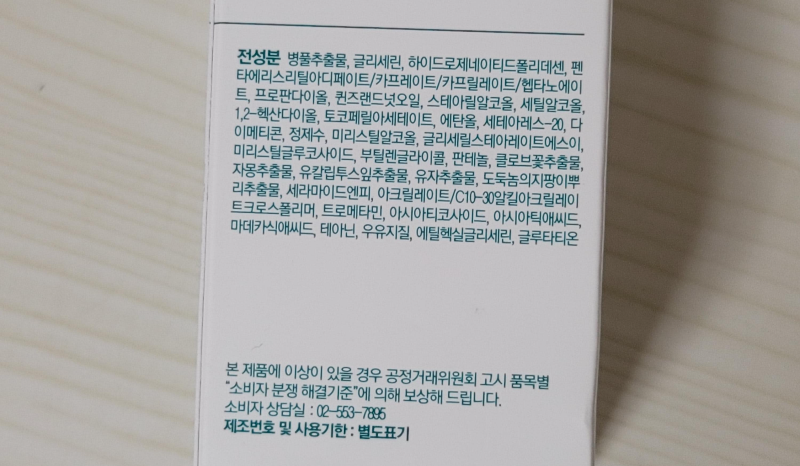 전성분 병풀추출물, 글리세린, 하이드로제네이티드폴리데센, 펜
타에리스리틸아디페이트/카프레이트/카프릴레이트/헵타노에이
트, 프로판다이올, 퀸즈랜드넛오일, 스테아릴알코올, 세틸알코올,
1,2-헥산다이올, 토코페릴아세테이트, 에탄올, 세테아레스-20, 다
이메티콘, 정제수, 미리스틸알코올, 글리세릴스테아레이트에스이,
미리스틸글루코사이드, 부틸렌글라이콜, 판테놀, 클로브꽃추출물,
자몽추출물, 유칼립투스잎추출물, 유자추출물, 도둑놈의지팡이뿌
리추출물, 세라마이드엔피, 아크릴레이트/C10-30알킬아크릴레이
트크로스폴리머, 트로메타민, 아시아티코사이드, 아시아틱애씨드,
마데카식애씨드, 테아닌, 우유지질, 에틸헥실글리세린, 글루타티온
본 제품에 이상이 있을 경우 공정거래위원회 고시 품목별
"소비자 분쟁 해결기준"에 의해 보상해 드립니다.
소비자 상담실 : 02-553-7895
제조번호 및 사용기한 : 별도표기